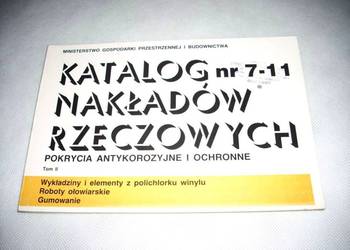 MINISTERSTWO GOSPODARKI PRZESTRZENNEJ I BUDOWNICTWA
KATALOG nr 7-11
NAKŁADÓW
RZECZOWYCH
POKRYCIA ANTYKOROZYJNE I OCHRONNE
Tom II
Wykładziny i elementy z polichlorku winylu
Roboty ołowiarskie
Gumowanie